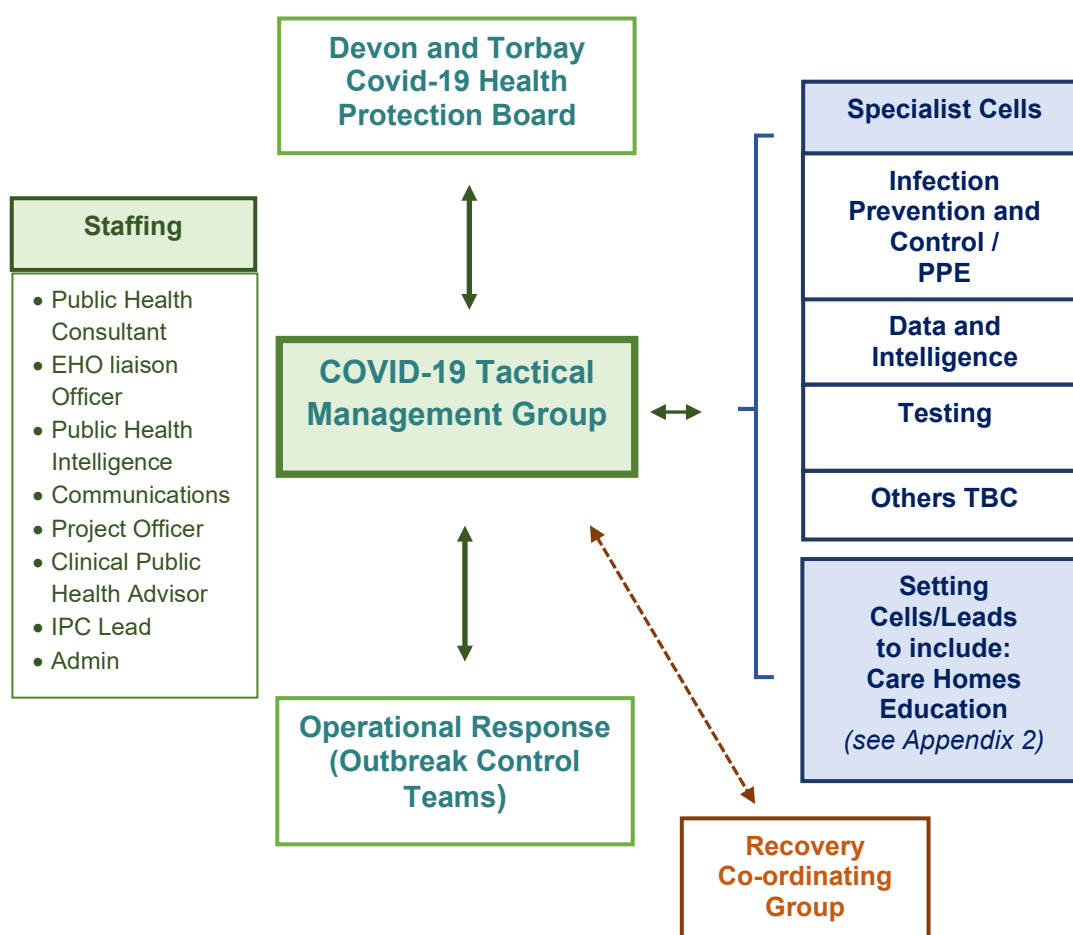 Devon and Torbay
Covid-19 Health
Protection Board
Staffing
• Public Health
Consultant
• EHO liaison
Officer
• Public Health
Intelligence
• Communications
• Project Officer
• Clinical Public
Health Advisor
• IPC Lead
• Admin
COVID-19 Tactical
Management Group
Operational Response
(Outbreak Control
Teams)
Specialist Cells
Infection
Prevention and
Control /
PPE
Data and
Intelligence
Testing
Others TBC
Setting
Cells/Leads
to include:
Care Homes
Education
(see Appendix 2)
Recovery
Co-ordinating
Group